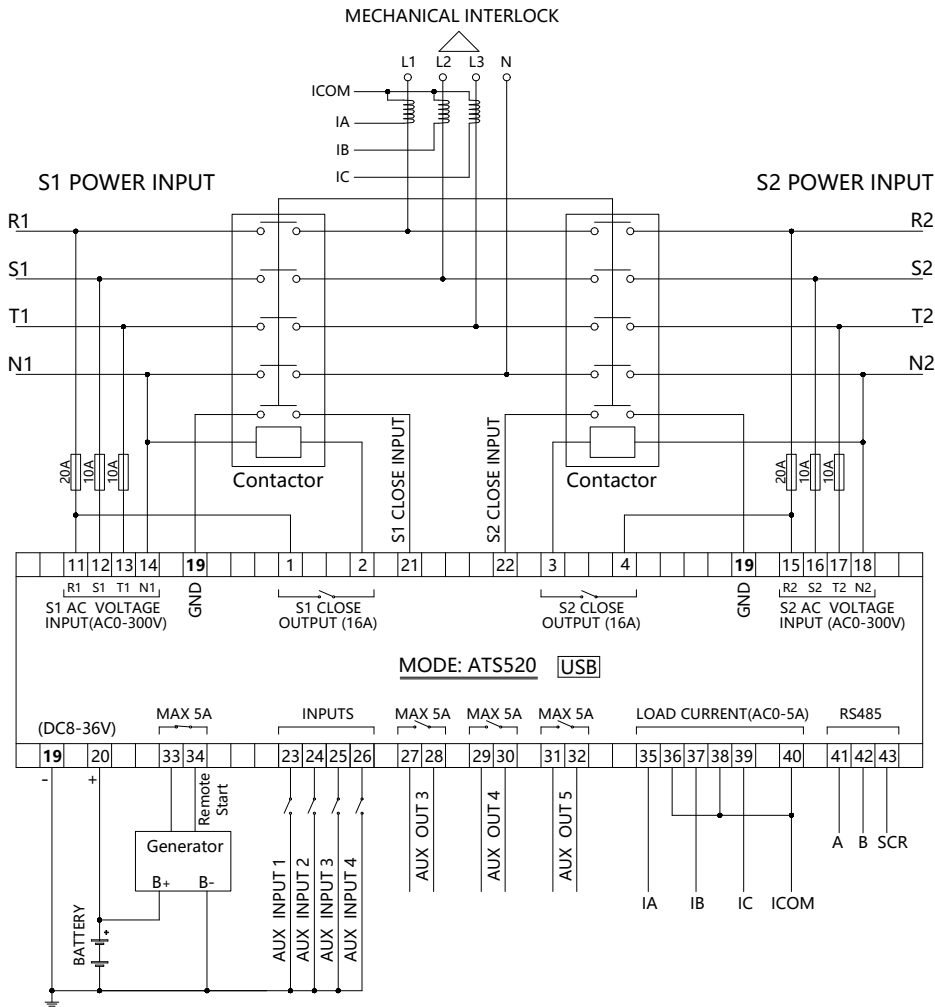 MECHANICAL INTERLOCK
L1 L2 L3 N
ICOM
IA
IB
IC
S1 POWER INPUT
S2 POWER INPUT
R1
R2
S1
S2
T1
T2
N1
N2
20A
10A
10A
Contactor
S1 CLOSE INPUT
S2 CLOSE INPUT
Contactor
20A
10A
10A
11 12 13 14 19 1 2 21 22 3 4 19 15 16 17 18
R1 S1 T1 N1
S1 AC VOLTAGE
INPUT(AC0-300V)
GND
S1 CLOSE
OUTPUT (16A)
S2 CLOSE
OUTPUT (16A)
GND
R2 S2 T2 N2
S2 AC VOLTAGE
INPUT (AC0-300V)
MODE: ATS520 USB
(DC8-36V)
MAX 5A
INPUTS
MAX 5A
MAX 5A
MAX 5A
LOAD CURRENT(AC0-5A)
RS485
19 20 33 34 23 24 25 26 27 28 29 30 31 32 35 36 37 38 39 40 41 42 43
- +
Remote
Start
Generator
B+ B-
BATTERY
+
AUX INPUT 1
AUX INPUT 2
AUX INPUT 3
AUX INPUT 4
AUX OUT 3
AUX OUT 4
AUX OUT 5
IA IB IC ICOM
A B SCR